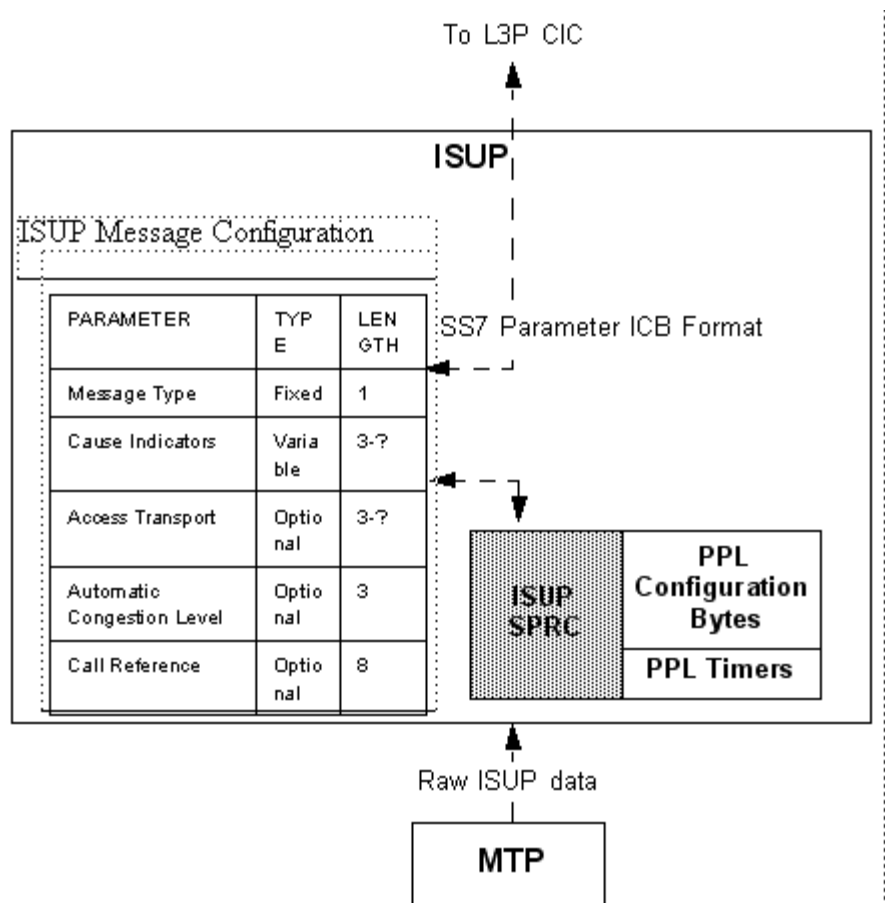 To L3P CIC
ISUP
ISUP Message Configuration
PARAMETER
TYP
E
LEN
GTH
SS7 Parameter ICB Format
Message Type
Fixed
1
Cause Indicators
Varia
ble
3-?
Access Transport
Optio
nal
3-?
Automatic
Congestion Level
Optio
nal
3
Call Reference
Optio
nal
8
ISUP
SPRC
PPL
Configuration
Bytes
PPL Timers
Raw ISUP data
MTP